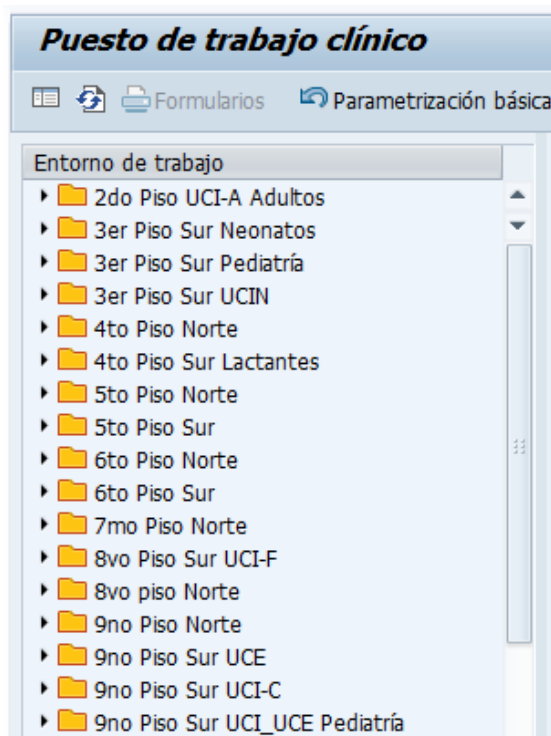 Puesto de trabajo clínico
Formularios Parametrización básica
Entorno de trabajo
2do Piso UCI-A Adultos
3er Piso Sur Neonatos
3er Piso Sur Pediatría
3er Piso Sur UCIN
4to Piso Norte
4to Piso Sur Lactantes
5to Piso Norte
5to Piso Sur
6to Piso Norte
6to Piso Sur
7mo Piso Norte
8vo Piso Sur UCI-F
8vo piso Norte
9no Piso Norte
9no Piso Sur UCE
9no Piso Sur UCI-C
9no Piso Sur UCI_UCE Pediatría